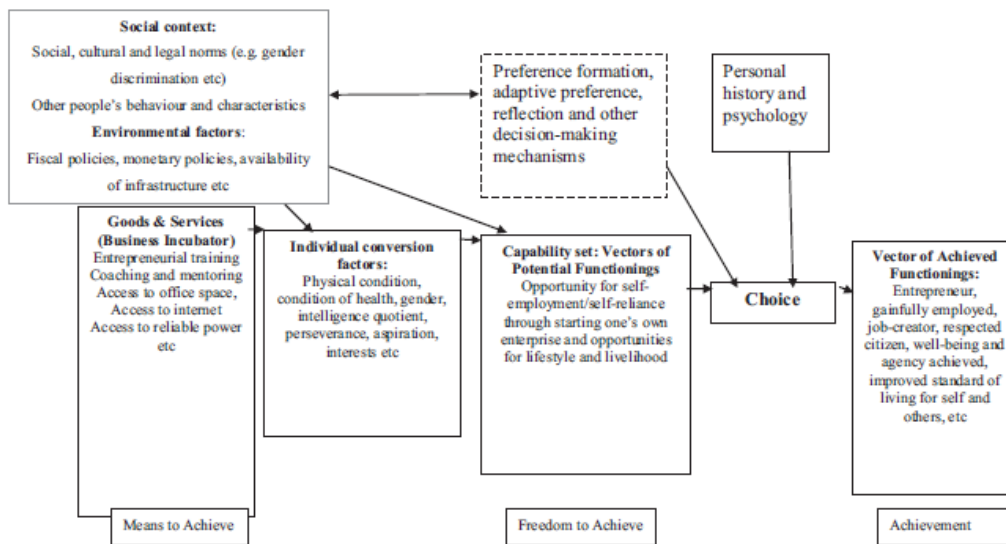 Social context:
Social, cultural and legal norms (e.g. gender
discrimination etc)
Other people's behaviour and characteristics
Environmental factors:
Fiscal policies, monetary policies, availability
of infrastructure etc
Preference formation,
adaptive preference,
reflection and other
decision-making
mechanisms
Personal
history and
psychology
Goods & Services
(Business Incubator)
Entrepreneurial training
Coaching and mentoring
Access to office space,
Access to internet
Access to reliable power
etc
Individual conversion
factors:
Physical condition,
condition of health, gender,
intelligence quotient,
perseverance, aspiration,
interests etc
Capability set: Vectors of
Potential Functionings
Opportunity for self-
employment/self-reliance
through starting one's own
enterprise and opportunities
for lifestyle and livelihood
Choice
Vector of Achieved
Functionings:
Entrepreneur,
gainfully employed,
job-creator, respected
citizen, well-being and
agency achieved,
improved standard of
living for self and
others, etc
Means to Achieve
Freedom to Achieve
Achievement